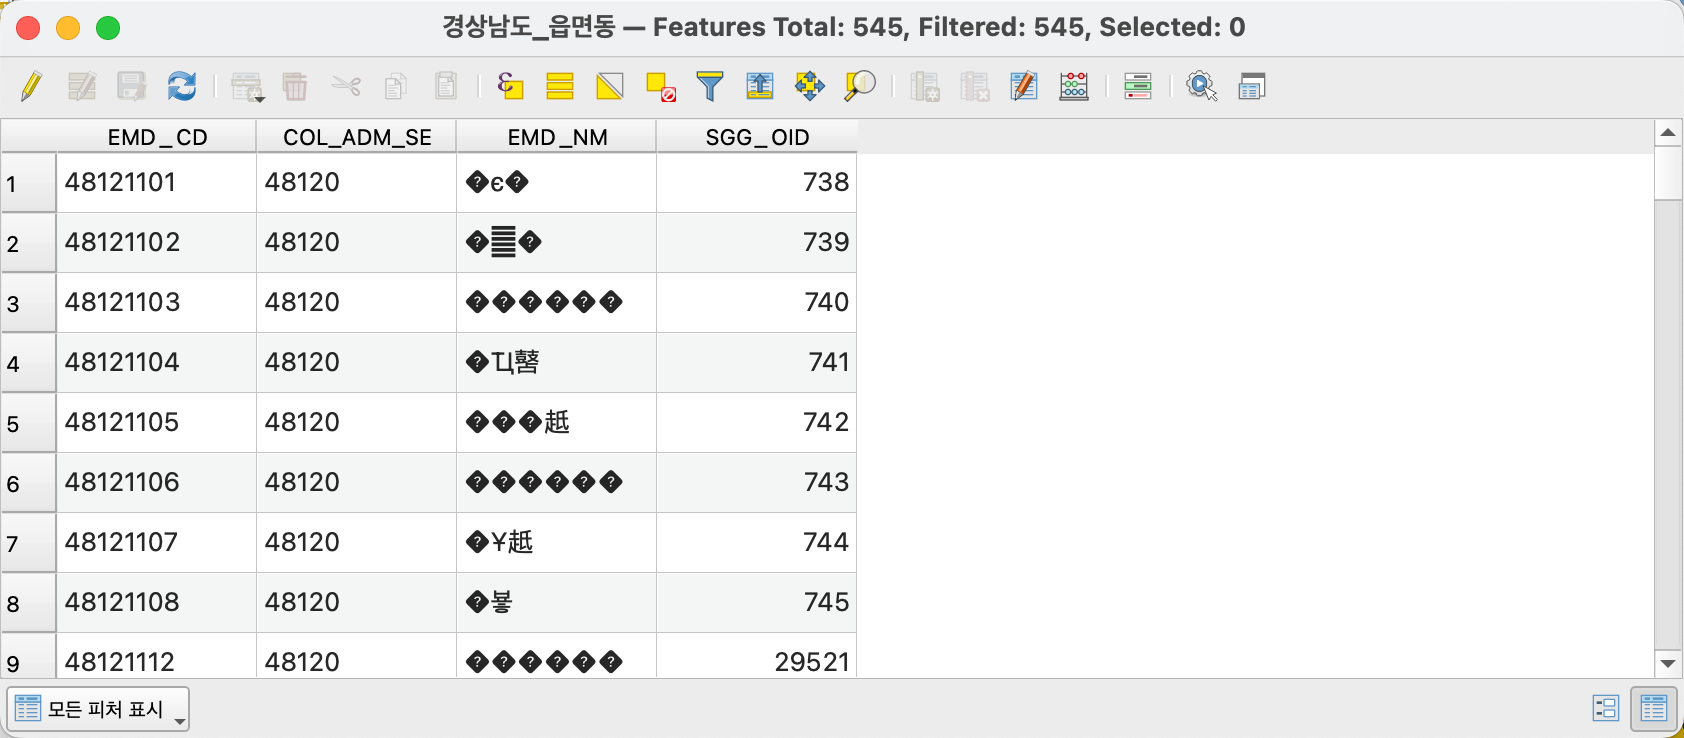 경상남도_읍면동 — Features Total: 545, Filtered: 545, Selected: 0
EMD_CD COL_ADM_SE EMD_NM SGG_OID
1 48121101 48120 �є� 738
2 48121102 48120 �䷀� 739
3 48121103 48120 ������ 740
4 48121104 48120 � 741
5 48121105 48120 ���趆 742
6 48121106 48120 ������ 743
7 48121107 48120 �¥趆 744
8 48121108 48120 � 745
9 48121112 48120 ������ 29521
모든 피처 표시